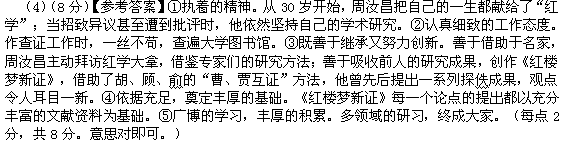 （4）（8 分）【参考答案】①执着的精神。从 30 岁开始，周汝昌把自己的一生都献给了“红
学”；当招致异议甚至遭到批评时，他依然坚持自己的学术研究。②认真细致的工作态度。
作查证工作时，一丝不苟，查遍大学图书馆。③既善于继承又努力创新。善于借助于名家，
周汝昌主动拜访红学大家，借鉴专家们的研究方法；善于吸收前人的研究成果，创作《红楼
梦新证》，借助了胡、顾、俞的“曹、贾互证”方法，他曾先后提出一系列探佚成果，观点
令人耳目一新。④依据充足，奠定丰厚的基础。《红楼梦新证》每一个论点的提出都以充分
丰富的文献资料为基础。⑤广博的学习，丰厚的积累。多领域的研习，终成大家。（每点 2
分，共 8 分。意思对即可。）